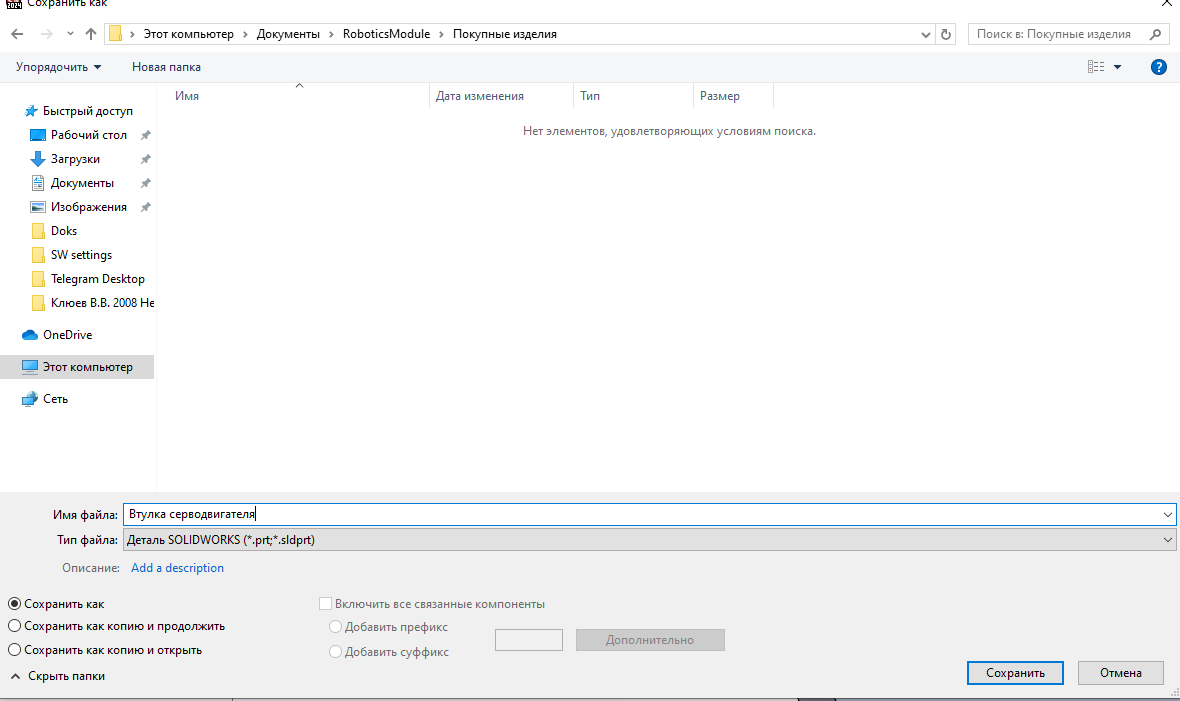 2024 Сохранить как
Этот компьютер > Документы > RoboticsModule > Покупные изделия
Поиск в: Покупные изделия
Упорядочить Новая папка
?
Имя Дата изменения Тип Размер
Нет элементов, удовлетворяющих условиям поиска.
Быстрый доступ
Рабочий стол
Загрузки
Документы
Изображения
Doks
SW settings
Telegram Desktop
Клюев В.В. 2008 Не
OneDrive
Этот компьютер
Сеть
Имя файла: Втулка серводвигателя
Тип файла: Деталь SOLIDWORKS (*.prt;*.sldprt)
Описание: Add a description
Сохранить как
Сохранить как копию и продолжить
Сохранить как копию и открыть
Включить все связанные компоненты
Добавить префикс
Добавить суффикс
Дополнительно
Скрыть папки
Сохранить
Отмена